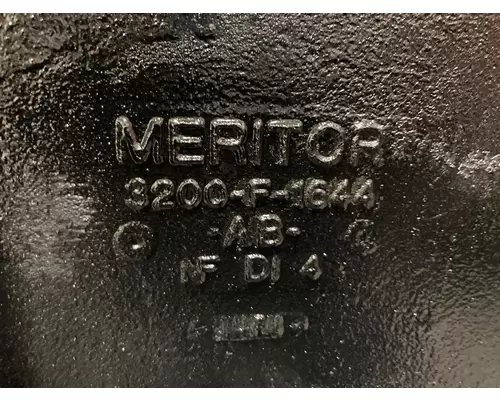 MERITOR
3200-F-1644
-AB-
NF DI 4